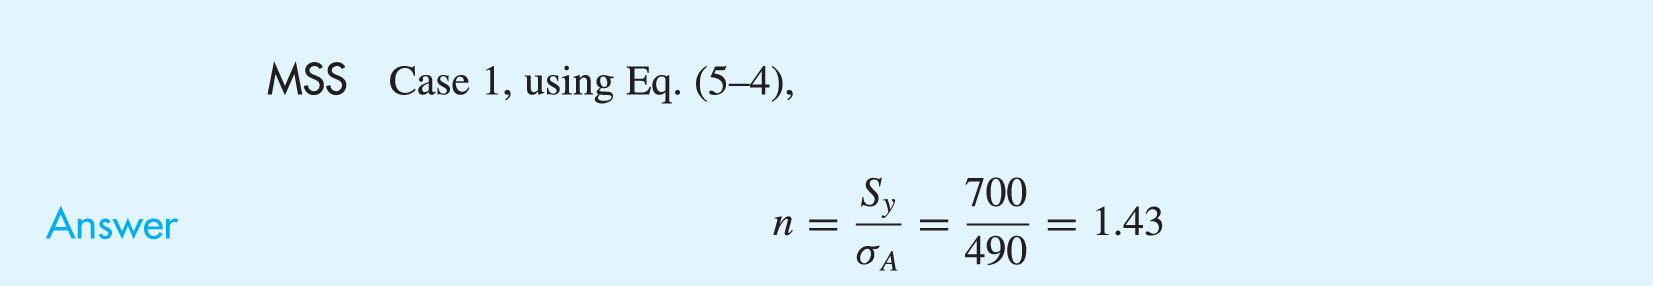 MSS Case 1, using Eq. (5–4),
Answer n = S_y / σ_A = 700 / 490 = 1.43